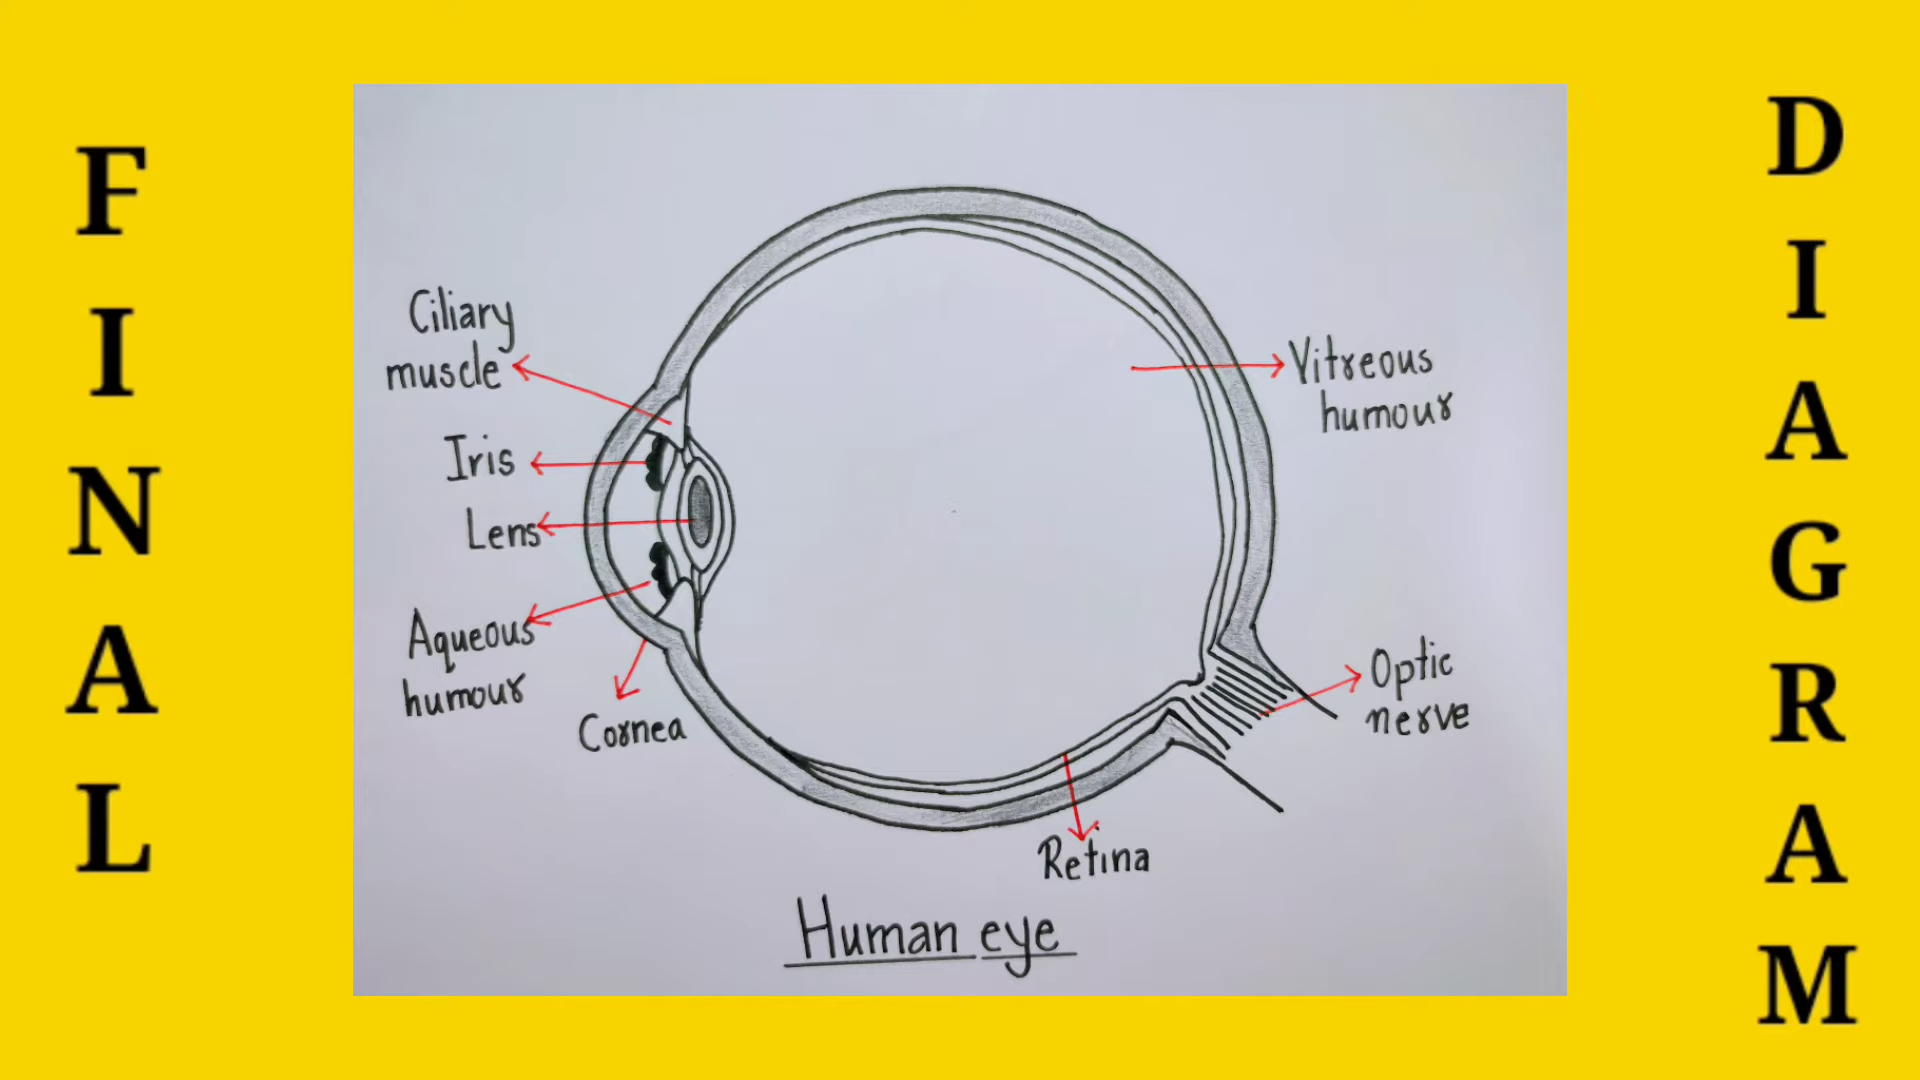 FINAL
Ciliary
muscle
Iris
Lens
Aqueous
humour
Cornea
Vitreous
humour
Optic
nerve
Retina
Human eye
DIAGRAM